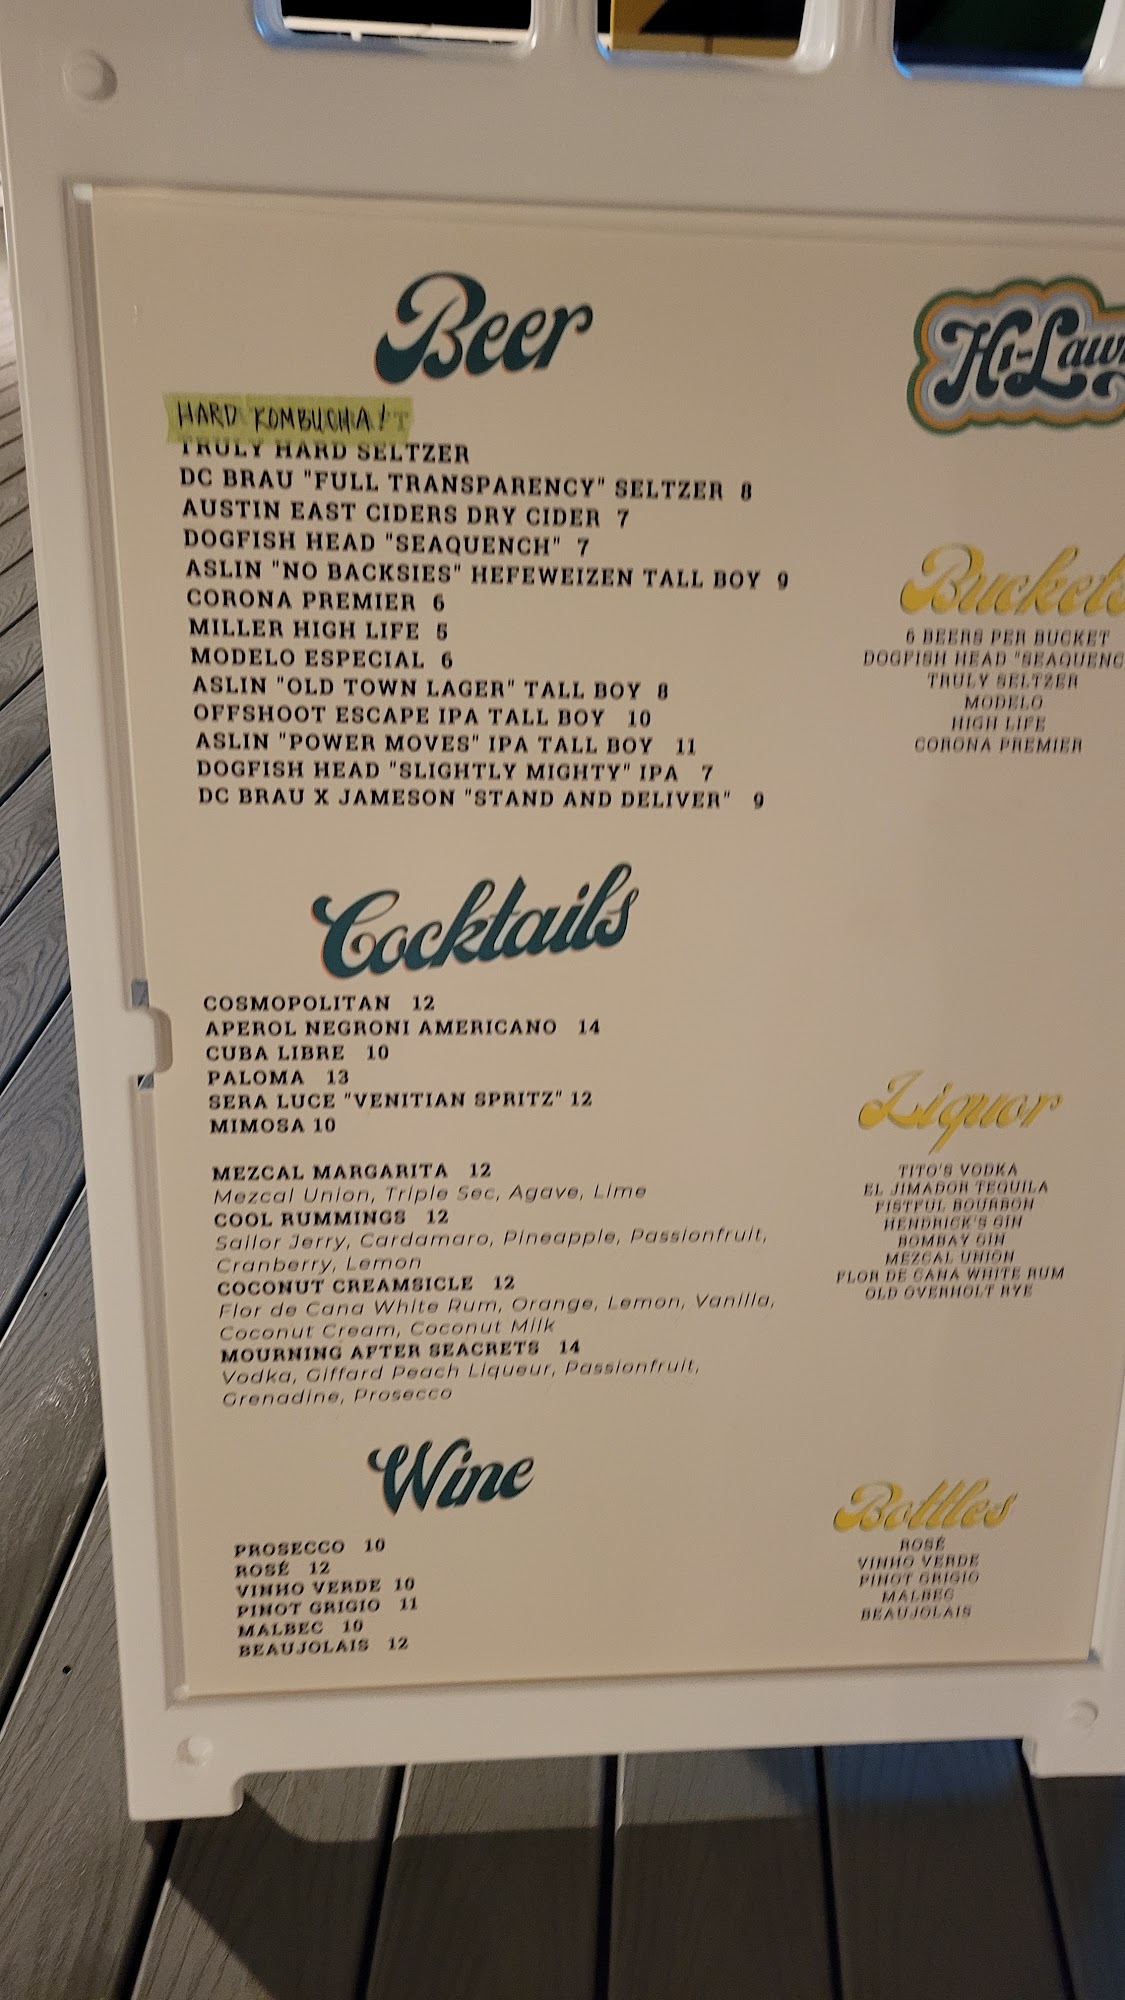 Beer
HARD KOMBUCHA!
TRULY HARD SELTZER
DC BRAU "FULL TRANSPARENCY" SELTZER 8
AUSTIN EAST CIDERS DRY CIDER 7
DOGFISH HEAD "SEAQUENCH" 7
ASLIN "NO BACKSIES" HEFEWEIZEN TALL BOY 9
CORONA PREMIER 6
MILLER HIGH LIFE 5
MODELO ESPECIAL 6
ASLIN "OLD TOWN LAGER" TALL BOY 8
OFFSHOOT ESCAPE IPA TALL BOY 10
ASLIN "POWER MOVES" IPA TALL BOY 11
DOGFISH HEAD "SLIGHTLY MIGHTY" IPA 7
DC BRAU X JAMESON "STAND AND DELIVER" 9
Cocktails
COSMOPOLITAN 12
APEROL NEGRONI AMERICANO 14
CUBA LIBRE 10
PALOMA 13
SERA LUCE "VENITIAN SPRITZ" 12
MIMOSA 10
MEZCAL MARGARITA 12
Mezcal Union, Triple Sec, Agave, Lime
COOL RUMMINGS 12
Sailor Jerry, Cardamaro, Pineapple, Passionfruit,
Cranberry, Lemon
COCONUT CREAMSICLE 12
Flor de Cana White Rum, Orange, Lemon, Vanilla,
Coconut Cream, Coconut Milk
MOURNING AFTER SEACRETS 14
Vodka, Giffard Peach Liqueur, Passionfruit,
Grenadine, Prosecco
Wine
PROSECCO 10
ROSÉ 12
VINHO VERDE 10
PINOT GRIGIO 11
MALBEC 10
BEAUJOLAIS 12
Hi-Law
Buckets
6 BEERS PER BUCKET
DOGFISH HEAD "SEAQUENC
TRULY SELTZER
MODELO
HIGH LIFE
CORONA PREMIER
Liquor
TITO'S VODKA
EL JIMADOR TEQUILA
FISTFUL BOURBON
HENDRICK'S GIN
BOMBAY GIN
MEZCAL UNION
FLOR DE CANA WHITE RUM
OLD OVERHOLT RYE
Bottles
ROSÉ
VINHO VERDE
PINOT GRIGIO
MALBEC
BEAUJOLAIS